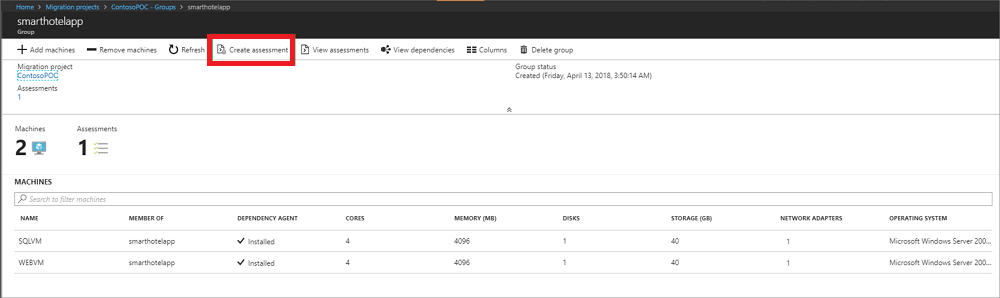 Home > Migration projects > ContosoPOC - Groups > smarthotelapp
smarthotelapp
Group
Add machines Remove machines Refresh Create assessment View assessments View dependencies Columns Delete group
Migration project Group status
ContosoPOC Created (Friday, April 13, 2018, 3:50:14 AM)
Assessments
1
Machines Assessments
2 1
MACHINES
Search to filter machines
NAME MEMBER OF DEPENDENCY AGENT CORES MEMORY (MB) DISKS STORAGE (GB) NETWORK ADAPTERS OPERATING SYSTEM
SQLVM smarthotelapp Installed 4 4096 1 40 1 Microsoft Windows Server 200...
WEBVM smarthotelapp Installed 4 4096 1 40 1 Microsoft Windows Server 200...